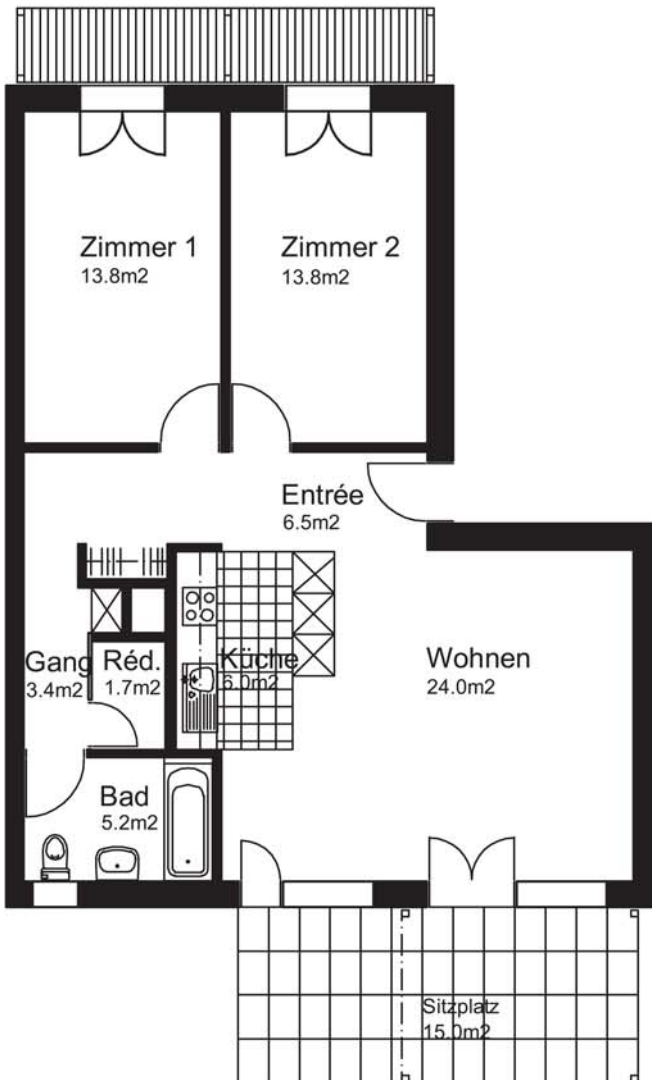 Zimmer 1
13.8m2
Zimmer 2
13.8m2
Entrée
6.5m2
Gang
3.4m2
Réd.
1.7m2
Küche
6.0m2
Wohnen
24.0m2
Bad
5.2m2
Sitzplatz
15.0m2